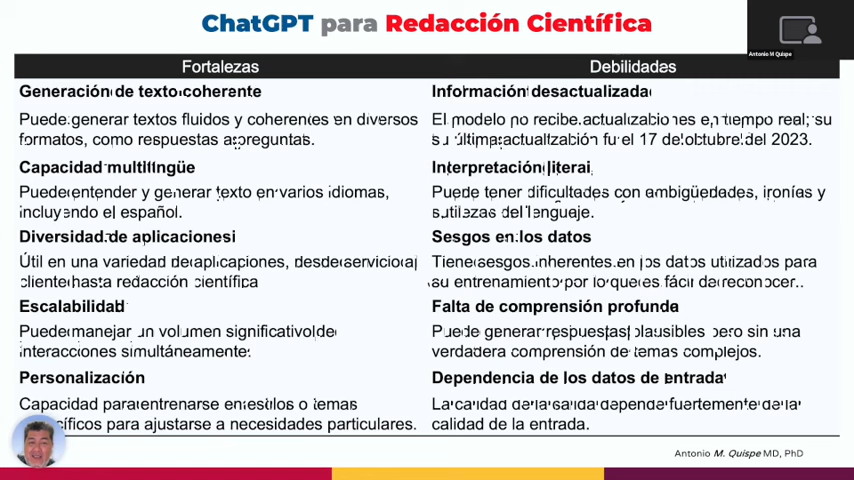 ChatGPT para Redacción Científica
Antonio M Quispe
Fortalezas
Debilidades
Generación de texto coherente
Puede generar textos fluidos y coherentes en diversos
formatos, como respuestas a preguntas.
Capacidad multilingüe
Puede entender y generar texto en varios idiomas,
incluyendo el español.
Diversidad de aplicaciones
Útil en una variedad de aplicaciones, desde servicio al
cliente hasta redacción científica
Escalabilidad
Puede manejar un volumen significativo de
interacciones simultáneamente.
Personalización
Capacidad para entrenarse en estilos o temas
específicos para ajustarse a necesidades particulares.
Información desactualizada
El modelo no recibe actualizaciones en tiempo real; su
su última actualización fue el 17 de octubre del 2023.
Interpretación literal
Puede tener dificultades con ambigüedades, ironías y
sutilezas del lenguaje.
Sesgos en los datos
Tiene sesgos inherentes en los datos utilizados para
su entrenamiento por lo que es fácil de reconocer..
Falta de comprensión profunda
Puede generar respuestas plausibles pero sin una
verdadera comprensión de temas complejos.
Dependencia de los datos de entrada
La calidad de la salida depende fuertemente de la
calidad de la entrada.
Antonio M. Quispe MD, PhD